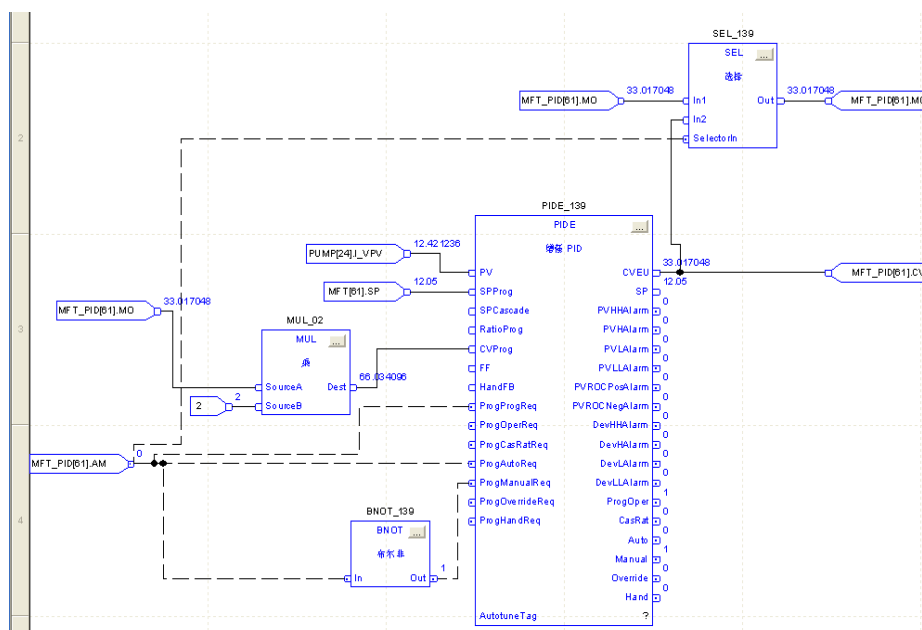 SEL_139
SEL
...
选择
MFT_PID[61].MO
33.017048
In1
Out
33.017048
MFT_PID[61].MO
In2
SelectorIn
2
PIDE_139
PIDE
...
增强 PID
PUMP[24].I_VPV
12.421236
PV
CVEU
33.017048
MFT_PID[61].CV
MFT[61].SP
12.05
SPProg
SP
12.05
SPCascade
PVHHAlarm
0
RatioProg
PVHAlarm
0
CVProg
PVLAlarm
0
FF
PVLLAlarm
0
HandFB
PVROCPosAlarm
0
ProgProgReq
PVROCNegAlarm
0
ProgOperReq
DevHHAlarm
0
ProgCasRatReq
DevHAlarm
0
ProgAutoReq
DevLAlarm
0
ProgManualReq
DevLLAlarm
0
ProgOverrideReq
ProgOper
1
ProgHandReq
CasRat
0
Auto
0
Manual
1
Override
0
Hand
0
AutotuneTag
?
MFT_PID[61].MO
33.017048
3
MUL_02
MUL
...
乘
SourceA
Dest
66.034096
2
2
SourceB
MFT_PID[61].AM
0
4
BNOT_139
BNOT
...
布尔非
In
Out
1